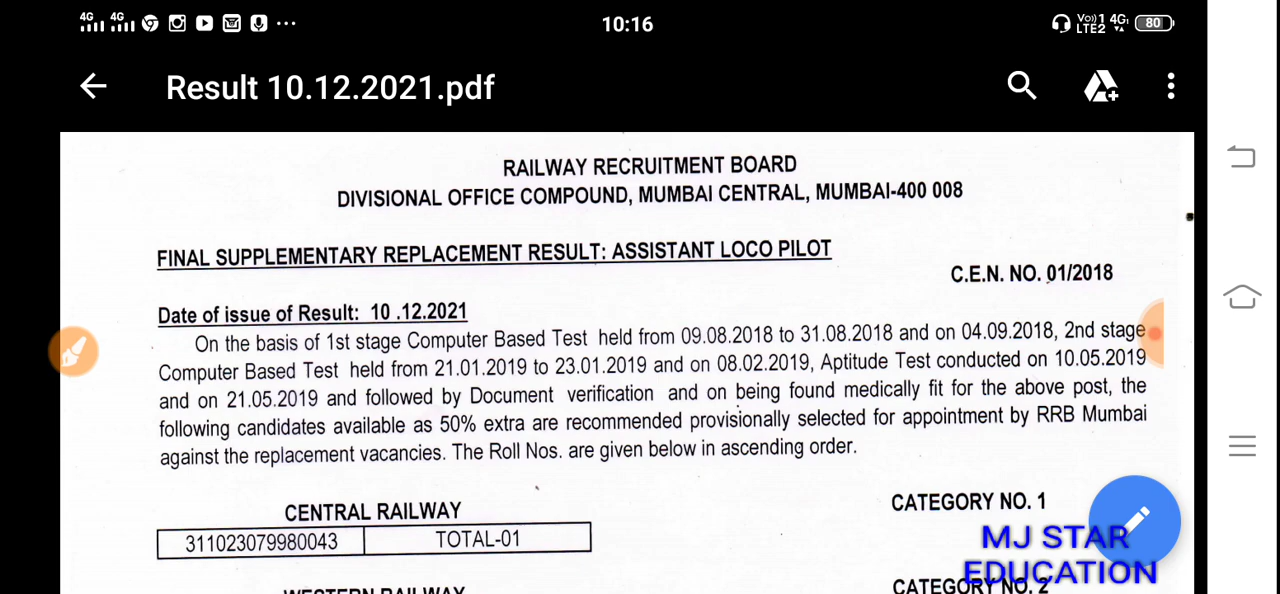 4G 4G 10:16 Vo)) 1 4G LTE2 80
Result 10.12.2021.pdf
RAILWAY RECRUITMENT BOARD
DIVISIONAL OFFICE COMPOUND, MUMBAI CENTRAL, MUMBAI-400 008
FINAL SUPPLEMENTARY REPLACEMENT RESULT: ASSISTANT LOCO PILOT
C.E.N. NO. 01/2018
Date of issue of Result: 10 .12.2021
On the basis of 1st stage Computer Based Test held from 09.08.2018 to 31.08.2018 and on 04.09.2018, 2nd stage
Computer Based Test held from 21.01.2019 to 23.01.2019 and on 08.02.2019, Aptitude Test conducted on 10.05.2019
and on 21.05.2019 and followed by Document verification and on being found medically fit for the above post, the
following candidates available as 50% extra are recommended provisionally selected for appointment by RRB Mumbai
against the replacement vacancies. The Roll Nos. are given below in ascending order.
CENTRAL RAILWAY CATEGORY NO. 1
311023079980043 TOTAL-01
MJ STAR
EDUCATION
WESTERN RAILWAY CATEGORY NO. 2